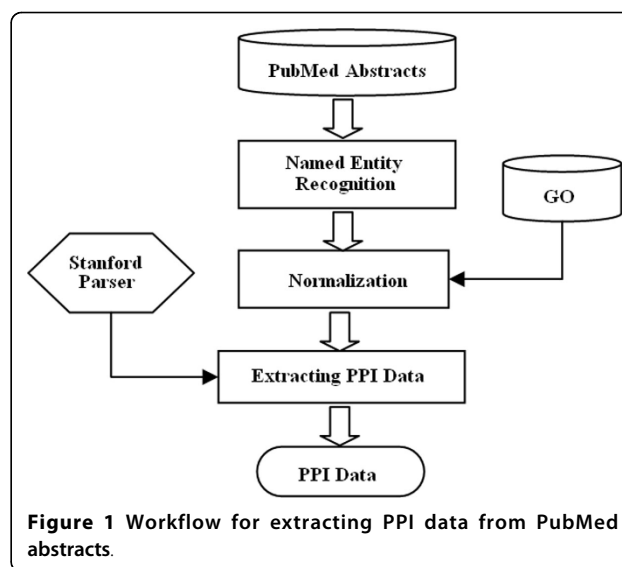 PubMed Abstracts
Named Entity
Recognition
GO
Stanford
Parser
Normalization
Extracting PPI Data
PPI Data
Figure 1 Workflow for extracting PPI data from PubMed
abstracts.